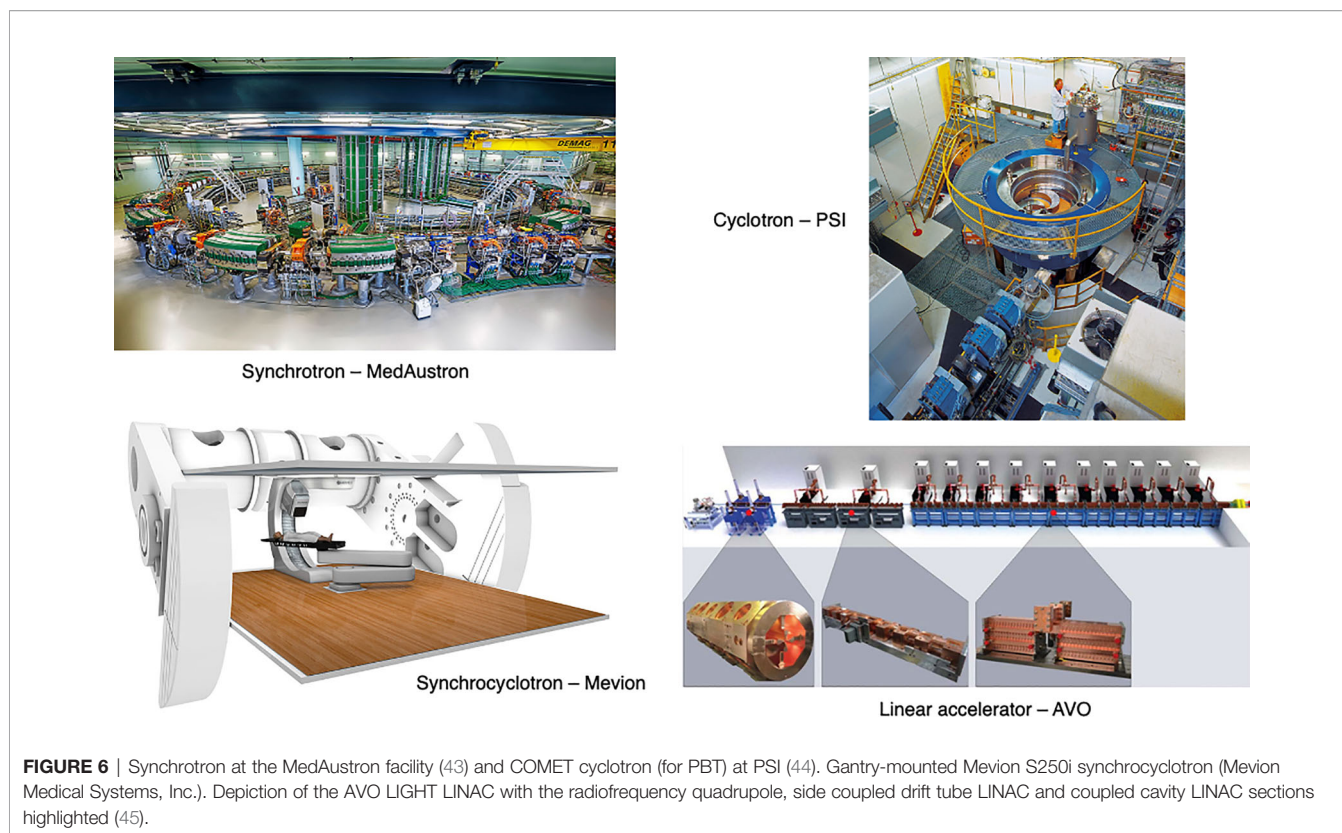 DEMAG 11
Synchrotron – MedAustron
Cyclotron – PSI
Synchrocyclotron – Mevion
Linear accelerator – AVO
FIGURE 6 | Synchrotron at the MedAustron facility (43) and COMET cyclotron (for PBT) at PSI (44). Gantry-mounted Mevion S250i synchrocyclotron (Mevion
Medical Systems, Inc.). Depiction of the AVO LIGHT LINAC with the radiofrequency quadrupole, side coupled drift tube LINAC and coupled cavity LINAC sections
highlighted (45).